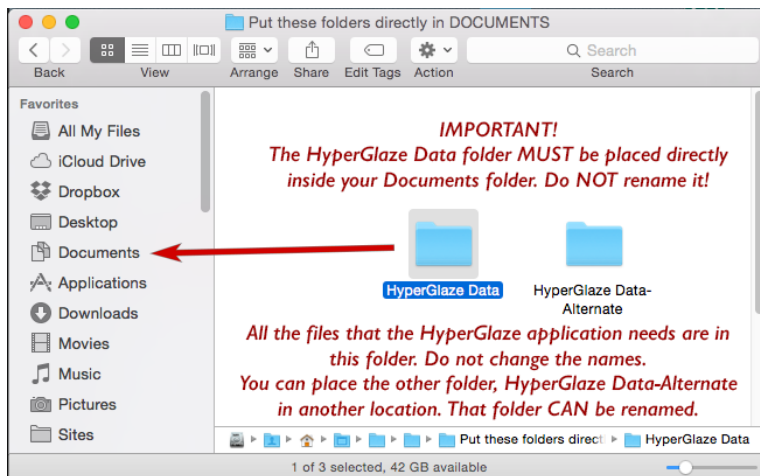 Put these folders directly in DOCUMENTS
Back View Arrange Share Edit Tags Action Search
Search
Favorites
All My Files
iCloud Drive
Dropbox
Desktop
Documents
Applications
Downloads
Movies
Music
Pictures
Sites
IMPORTANT!
The HyperGlaze Data folder MUST be placed directly
inside your Documents folder. Do NOT rename it!
HyperGlaze Data
HyperGlaze Data-
Alternate
All the files that the HyperGlaze application needs are in
this folder. Do not change the names.
You can place the other folder, HyperGlaze Data-Alternate
in another location. That folder CAN be renamed.
Put these folders direct HyperGlaze Data
1 of 3 selected, 42 GB available